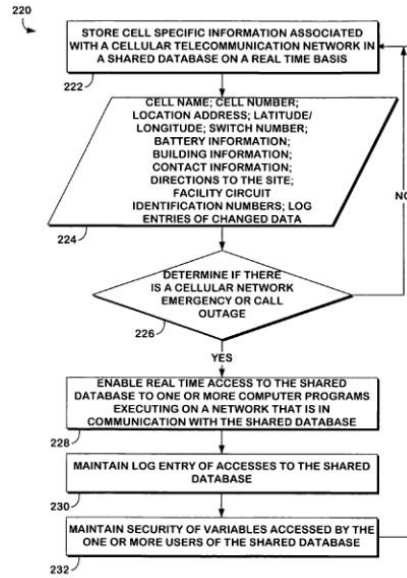 220
STORE CELL SPECIFIC INFORMATION ASSOCIATED
WITH A CELLULAR TELECOMMUNICATION NETWORK IN
A SHARED DATABASE ON A REAL TIME BASIS
222
CELL NAME; CELL NUMBER;
LOCATION ADDRESS; LATITUDE/
LONGITUDE; SWITCH NUMBER;
BATTERY INFORMATION;
BUILDING INFORMATION;
CONTACT INFORMATION;
DIRECTIONS TO THE SITE;
FACILITY CIRCUIT
IDENTIFICATION NUMBERS; LOG
ENTRIES OF CHANGED DATA
224
NO
DETERMINE IF THERE
IS A CELLULAR NETWORK
EMERGENCY OR CALL
OUTAGE
226
YES
ENABLE REAL TIME ACCESS TO THE SHARED
DATABASE TO ONE OR MORE COMPUTER PROGRAMS
EXECUTING ON A NETWORK THAT IS IN
COMMUNICATION WITH THE SHARED DATABASE
228
MAINTAIN LOG ENTRY OF ACCESSES TO THE SHARED
DATABASE
230
MAINTAIN SECURITY OF VARIABLES ACCESSED BY THE
ONE OR MORE USERS OF THE SHARED DATABASE
232